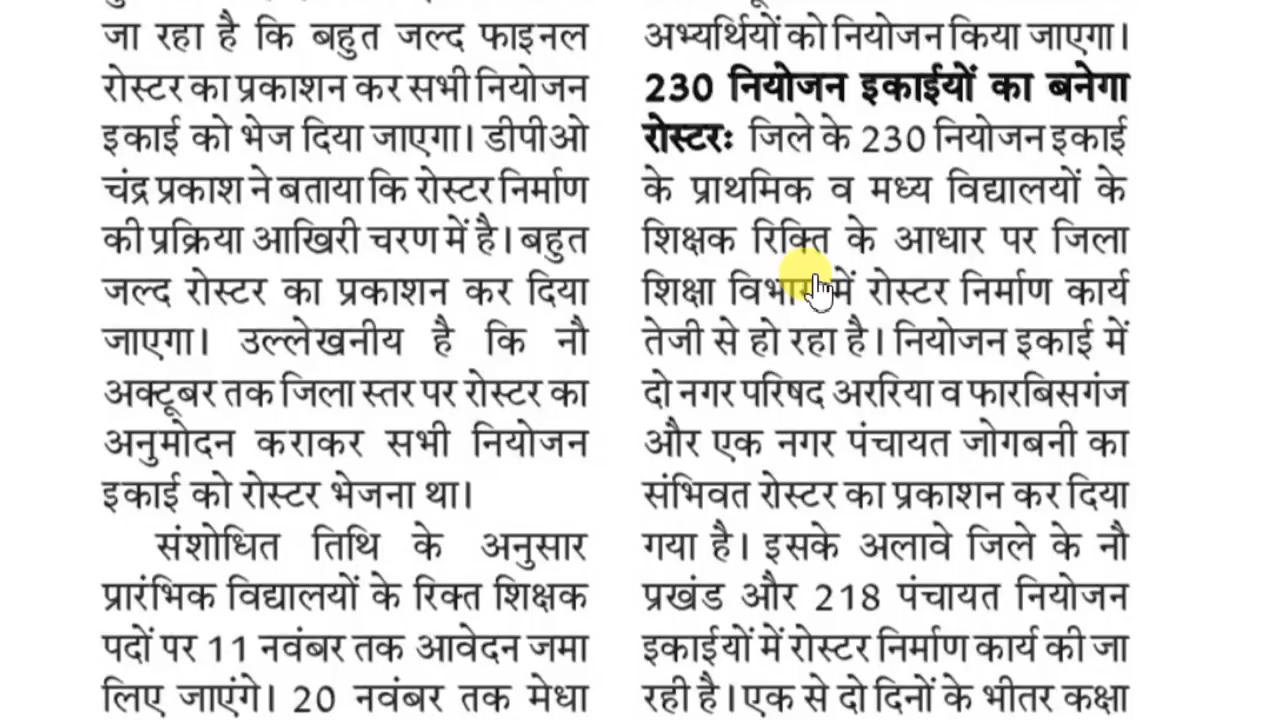 जा रहा है कि बहुत जल्द फाइनल
रोस्टर का प्रकाशन कर सभी नियोजन
इकाई को भेज दिया जाएगा। डीपीओ
चंद्र प्रकाश ने बताया कि रोस्टर निर्माण
की प्रक्रिया आखिरी चरण में है। बहुत
जल्द रोस्टर का प्रकाशन कर दिया
जाएगा। उल्लेखनीय है कि नौ
अक्टूबर तक जिला स्तर पर रोस्टर का
अनुमोदन कराकर सभी नियोजन
इकाई को रोस्टर भेजना था।
संशोधित तिथि के अनुसार
प्रारंभिक विद्यालयों के रिक्त शिक्षक
पदों पर 11 नवंबर तक आवेदन जमा
लिए जाएंगे। 20 नवंबर तक मेधा
अभ्यर्थियों को नियोजन किया जाएगा।
230 नियोजन इकाईयों का बनेगा
रोस्टरः जिले के 230 नियोजन इकाई
के प्राथमिक व मध्य विद्यालयों के
शिक्षक रिक्ति के आधार पर जिला
शिक्षा विभाग में रोस्टर निर्माण कार्य
तेजी से हो रहा है। नियोजन इकाई में
दो नगर परिषद अररिया व फारबिसगंज
और एक नगर पंचायत जोगबनी का
संभिवत रोस्टर का प्रकाशन कर दिया
गया है। इसके अलावे जिले के नौ
प्रखंड और 218 पंचायत नियोजन
इकाईयों में रोस्टर निर्माण कार्य की जा
रही है। एक से दो दिनों के भीतर कक्षा